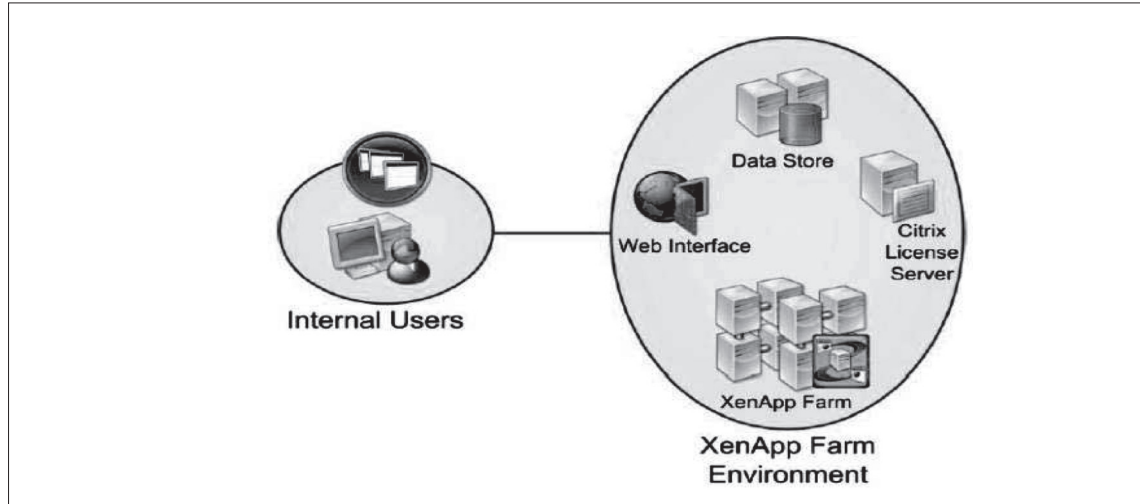 Data Store
Web Interface
Citrix
License
Server
Internal Users
XenApp Farm
XenApp Farm
Environment